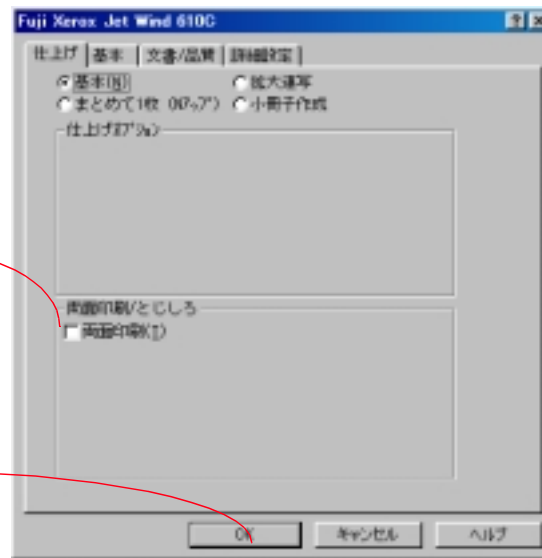 Fuji Xerox Jet Wind 610C
仕上げ 基本 文書/品質 詳細設定
基本(N) 拡大連写
まとめて1枚 (Nアップ) 小冊子作成
仕上げオプション
両面印刷/とじしろ
両面印刷(T)
OK キャンセル ヘルプ